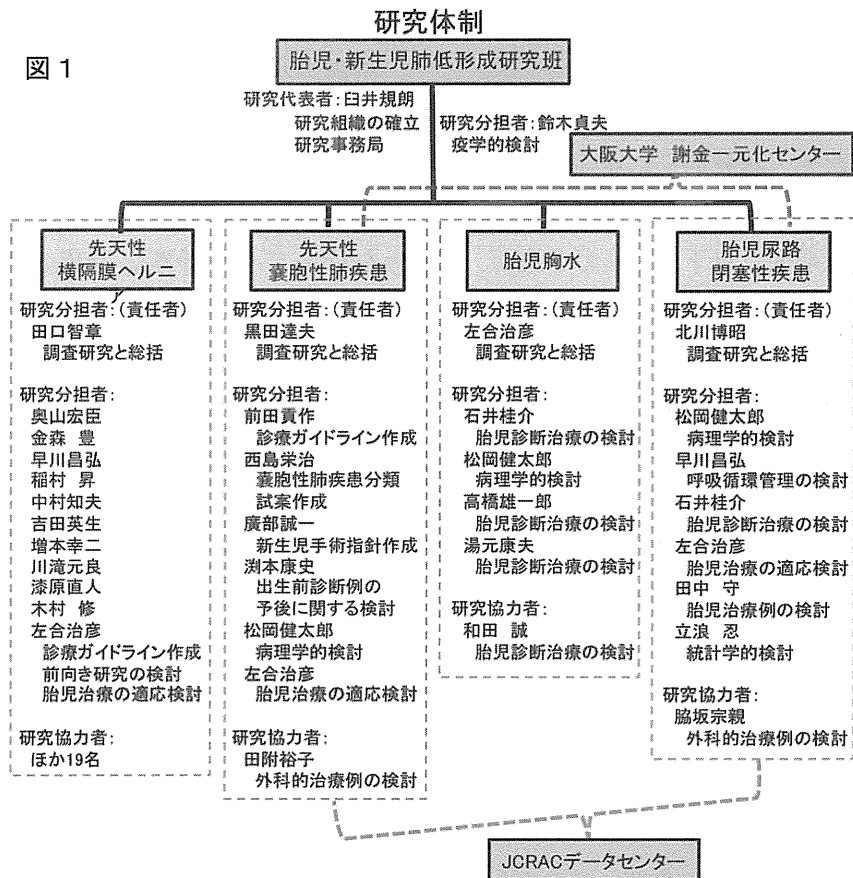 研究体制
図1
胎児・新生児肺低形成研究班
研究代表者:臼井規朗
研究組織の確立
研究事務局
研究分担者:鈴木貞夫
疫学的検討
大阪大学 謝金一元化センター
先天性
横隔膜ヘルニ
ア
研究分担者:(責任者)
田口智章
調査研究と総括
研究分担者:
奥山宏臣
金森 豊
早川昌弘
稲村 昇
中村知夫
吉田英生
増本幸二
川滝元良
漆原直人
木村 修
左合治彦
診療ガイドライン作成
前向き研究の検討
胎児治療の適応検討
研究協力者:
ほか19名
先天性
嚢胞性肺疾患
研究分担者:(責任者)
黒田達夫
調査研究と総括
研究分担者:
前田貢作
診療ガイドライン作成
西島栄治
嚢胞性肺疾患分類
試案作成
廣部誠一
新生児手術指針作成
渕本康史
出生前診断例の
予後に関する検討
松岡健太郎
病理学的検討
左合治彦
胎児治療の適応検討
研究協力者:
田附裕子
外科的治療例の検討
胎児胸水
研究分担者:(責任者)
左合治彦
調査研究と総括
研究分担者:
石井桂介
胎児診断治療の検討
松岡健太郎
病理学的検討
高橋雄一郎
胎児診断治療の検討
湯元康夫
胎児診断治療の検討
研究協力者:
和田 誠
胎児診断治療の検討
胎児尿路
閉塞性疾患
研究分担者:(責任者)
北川博昭
調査研究と総括
研究分担者:
松岡健太郎
病理学的検討
早川昌弘
呼吸循環管理の検討
石井桂介
胎児診断治療の検討
左合治彦
胎児治療の適応検討
田中 守
胎児治療例の検討
立浪 忍
統計学的検討
研究協力者:
脇坂宗親
外科的治療例の検討
JCRACデータセンター